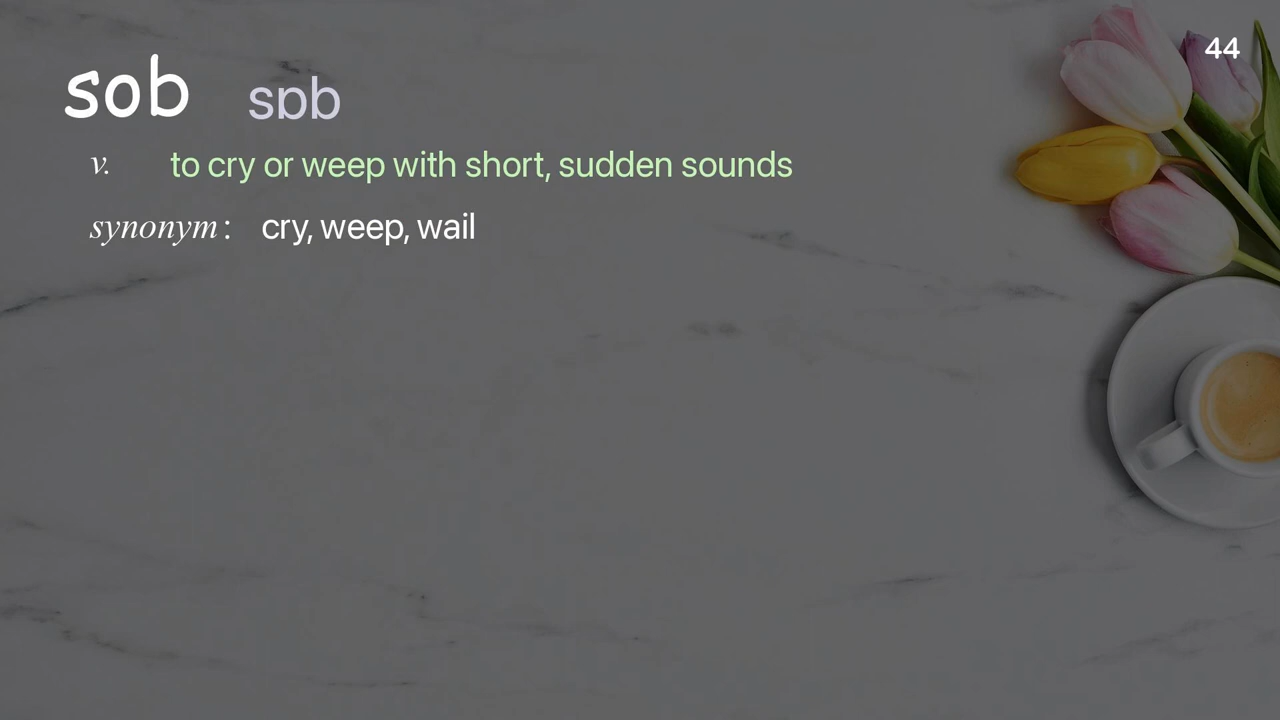 44
sob sɒb
v. to cry or weep with short, sudden sounds
synonym: cry, weep, wail